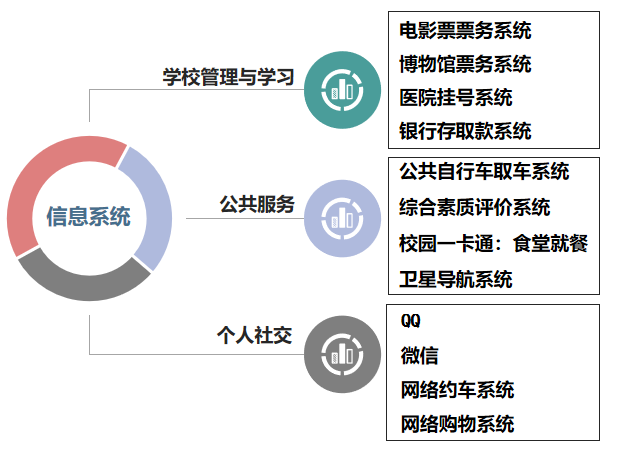 信息系统
学校管理与学习
电影票票务系统
博物馆票务系统
医院挂号系统
银行存取款系统
公共服务
公共自行车取车系统
综合素质评价系统
校园一卡通：食堂就餐
卫星导航系统
个人社交
QQ
微信
网络约车系统
网络购物系统